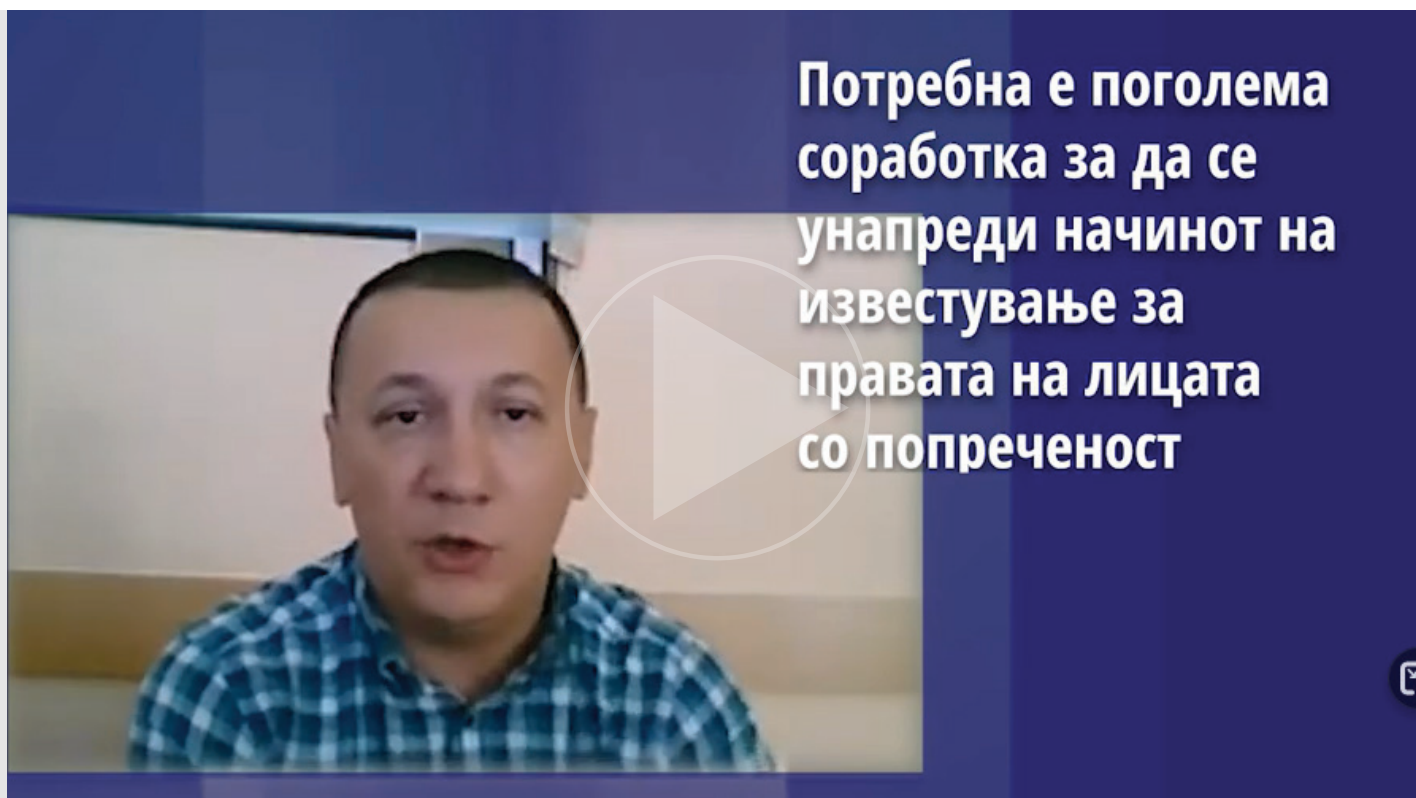 Потребна е поголема
соработка за да се
унапреди начинот на
известување за
правата на лицата
со попреченост